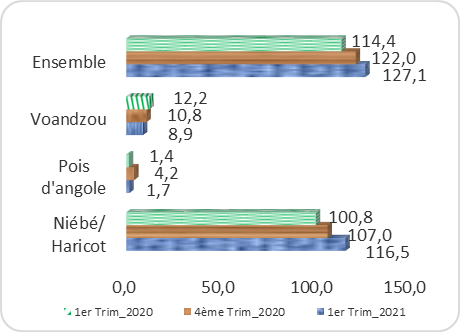 Ensemble
114,4
122,0
127,1
Voandzou
12,2
10,8
8,9
Pois
d'angole
1,4
4,2
1,7
Niébé/
Haricot
100,8
107,0
116,5
0,0 50,0 100,0 150,0
1er Trim_2020 4ème Trim_2020 1er Trim_2021